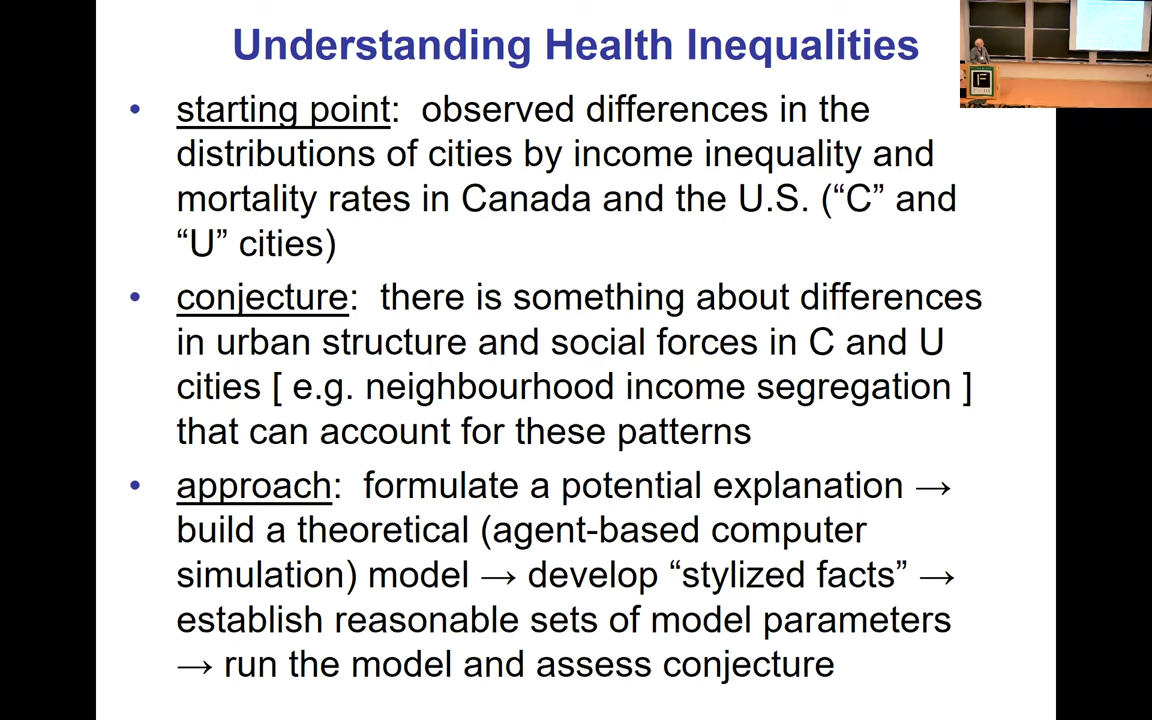 Understanding Health Inequalities
• starting point:  observed differences in the
distributions of cities by income inequality and
mortality rates in Canada and the U.S. (“C” and
“U” cities)
• conjecture:  there is something about differences
in urban structure and social forces in C and U
cities [ e.g. neighbourhood income segregation ]
that can account for these patterns
• approach:  formulate a potential explanation →
build a theoretical (agent-based computer
simulation) model → develop “stylized facts” →
establish reasonable sets of model parameters
→ run the model and assess conjecture